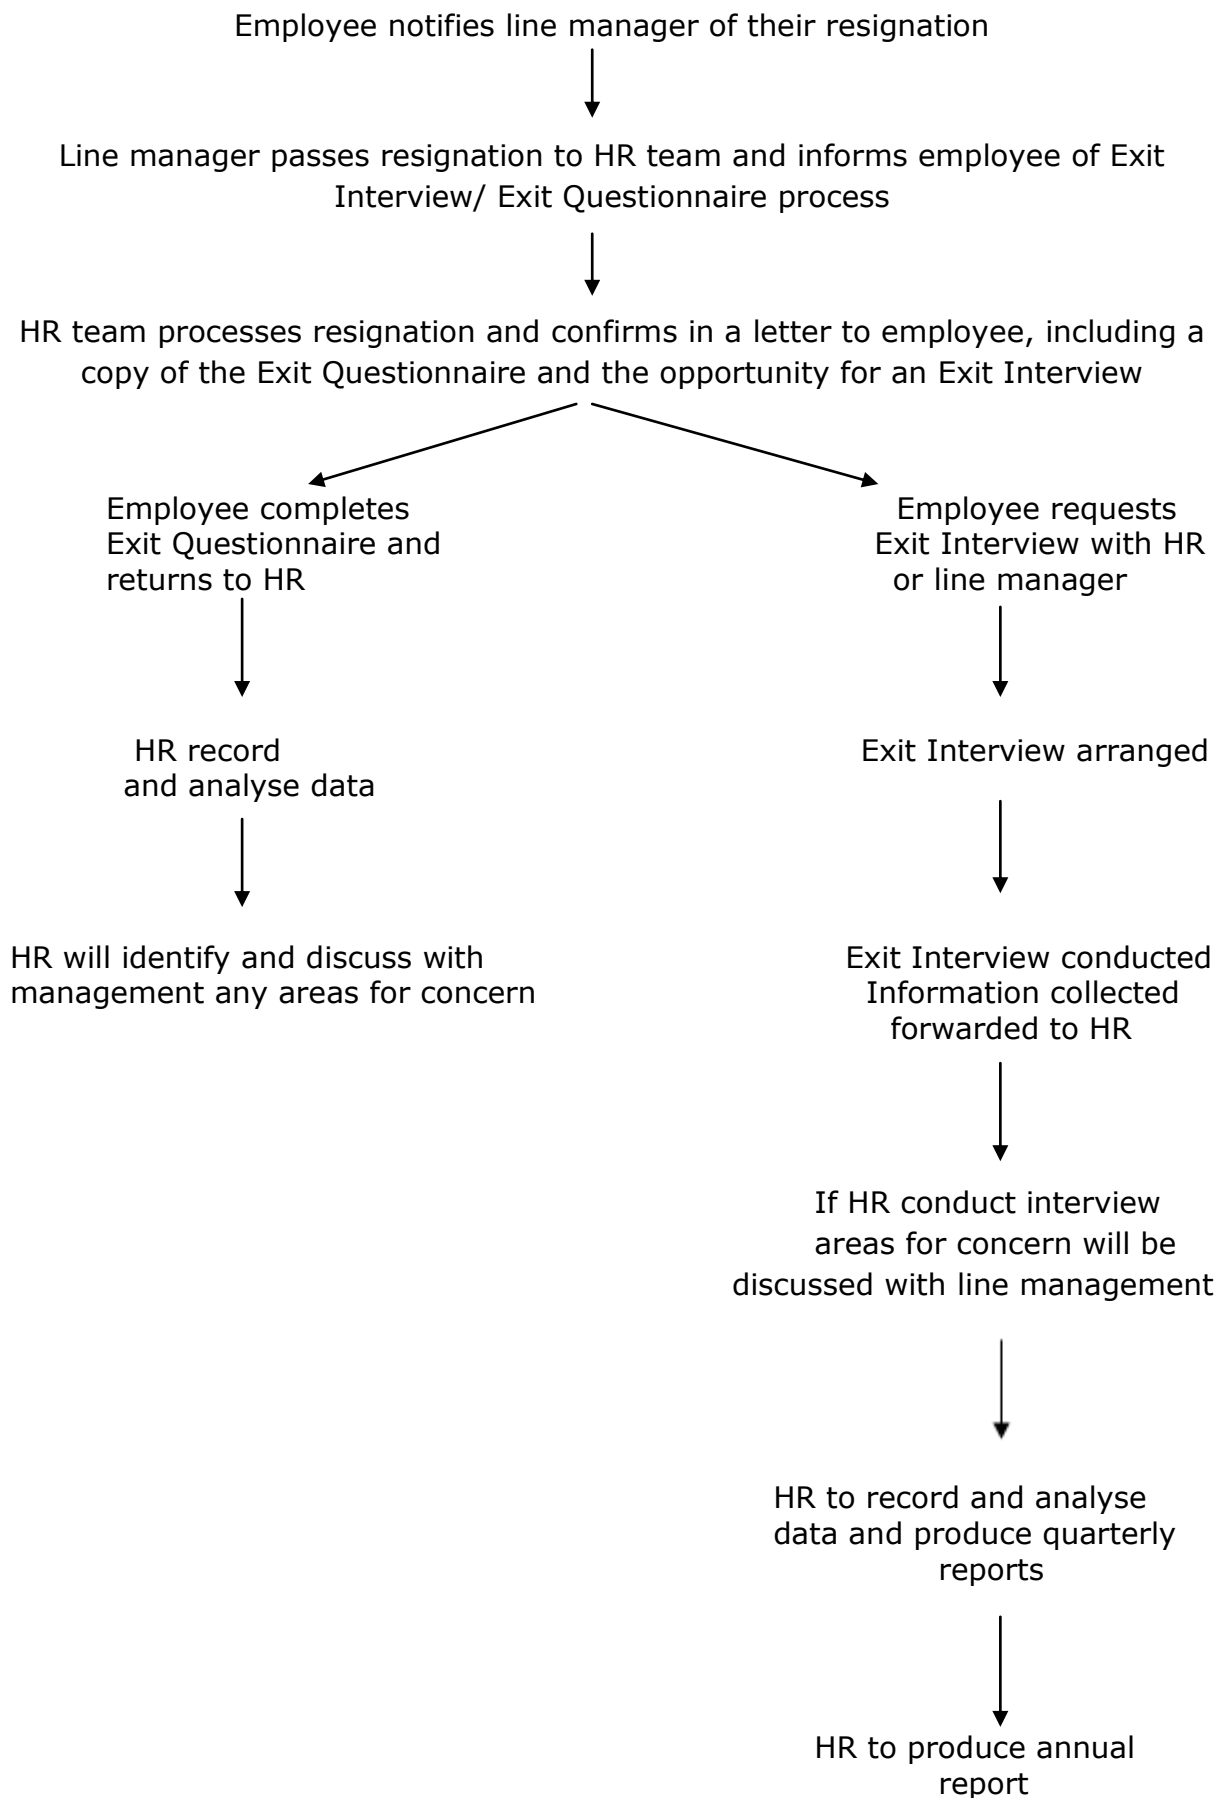 Employee notifies line manager of their resignation
Line manager passes resignation to HR team and informs employee of Exit
Interview/ Exit Questionnaire process
HR team processes resignation and confirms in a letter to employee, including a
copy of the Exit Questionnaire and the opportunity for an Exit Interview
Employee completes
Exit Questionnaire and
returns to HR
HR record
and analyse data
HR will identify and discuss with
management any areas for concern
Employee requests
Exit Interview with HR
or line manager
Exit Interview arranged
Exit Interview conducted
Information collected
forwarded to HR
If HR conduct interview
areas for concern will be
discussed with line management
HR to record and analyse
data and produce quarterly
reports
HR to produce annual
report